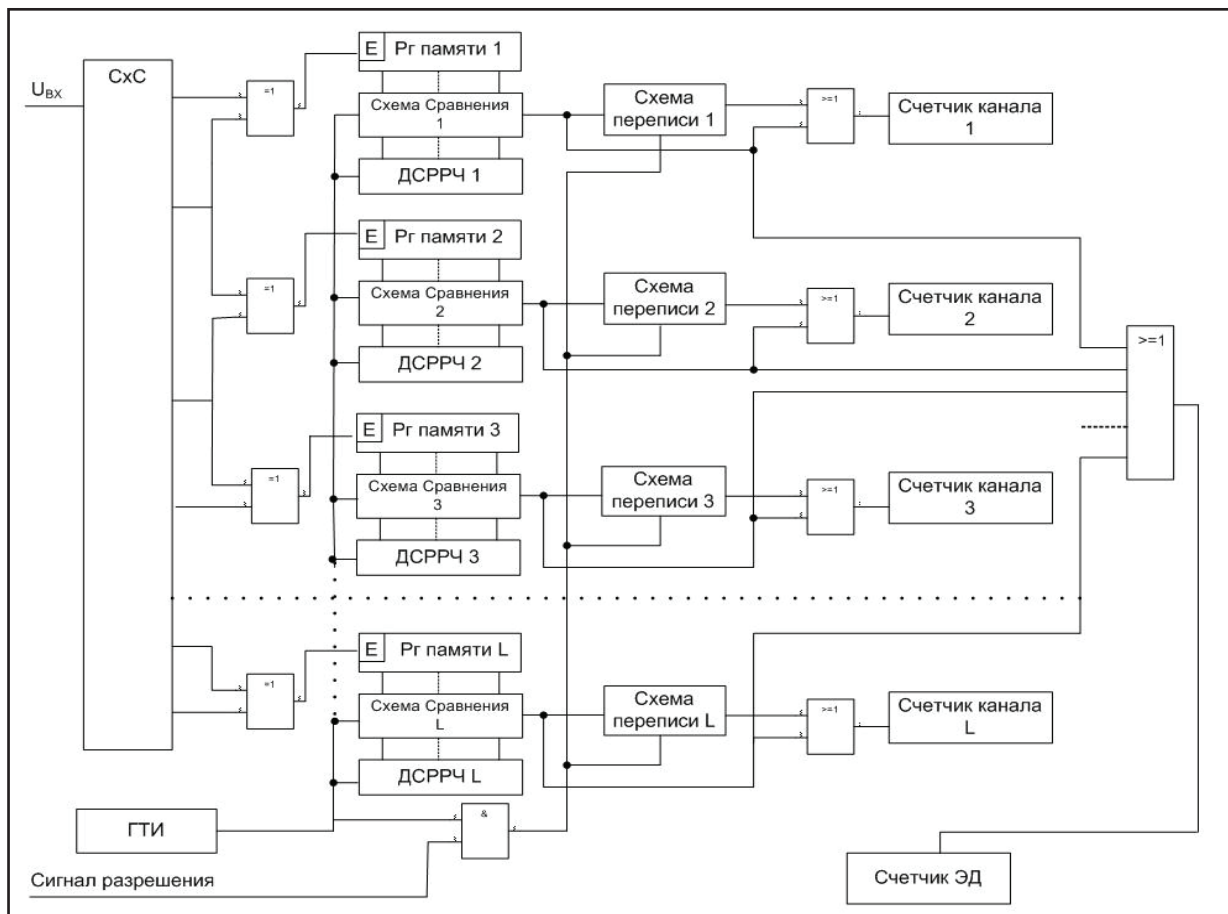 СхС
U_ВХ
=1
E Рг памяти 1
Схема Сравнения
1
ДСРРЧ 1
Схема
переписи 1
>=1
Счетчик канала
1
=1
E Рг памяти 2
Схема Сравнения
2
ДСРРЧ 2
Схема
переписи 2
>=1
Счетчик канала
2
>=1
=1
E Рг памяти 3
Схема Сравнения
3
ДСРРЧ 3
Схема
переписи 3
>=1
Счетчик канала
3
=1
E Рг памяти L
Схема Сравнения
L
ДСРРЧ L
Схема
переписи L
>=1
Счетчик канала
L
ГТИ
&
Сигнал разрешения
Счетчик ЭД